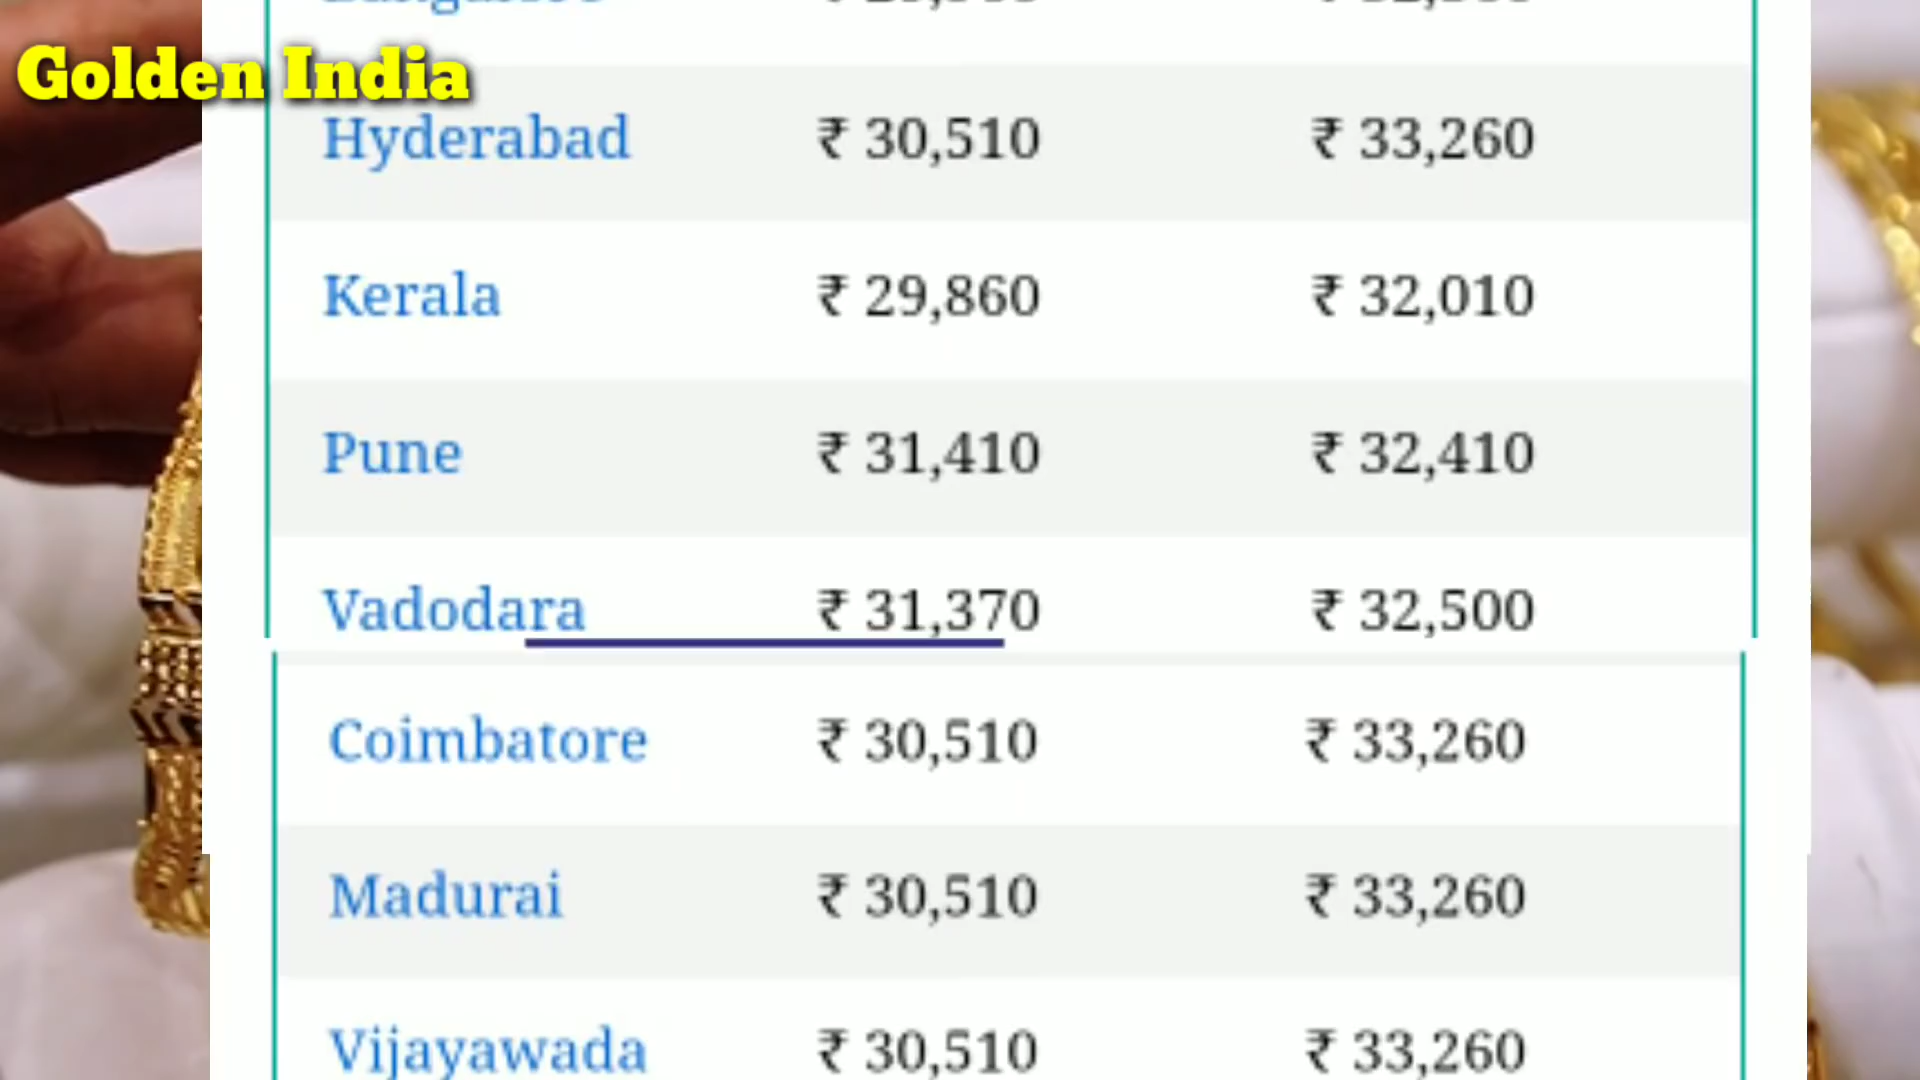 Golden India
Hyderabad ₹ 30,510 ₹ 33,260
Kerala ₹ 29,860 ₹ 32,010
Pune ₹ 31,410 ₹ 32,410
Vadodara ₹ 31,370 ₹ 32,500
Coimbatore ₹ 30,510 ₹ 33,260
Madurai ₹ 30,510 ₹ 33,260
Vijayawada ₹ 30,510 ₹ 33,260